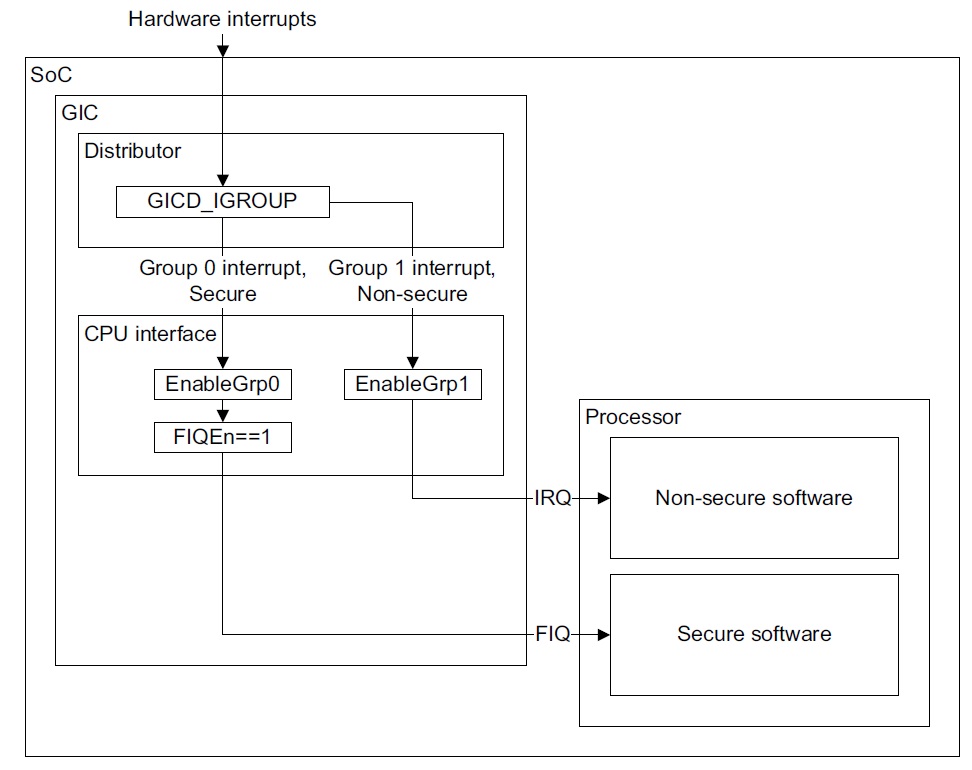 Hardware interrupts
SoC
GIC
Distributor
GICD_IGROUP
Group 0 interrupt,
Secure
Group 1 interrupt,
Non-secure
CPU interface
EnableGrp0
EnableGrp1
FIQEn==1
Processor
IRQ
Non-secure software
FIQ
Secure software